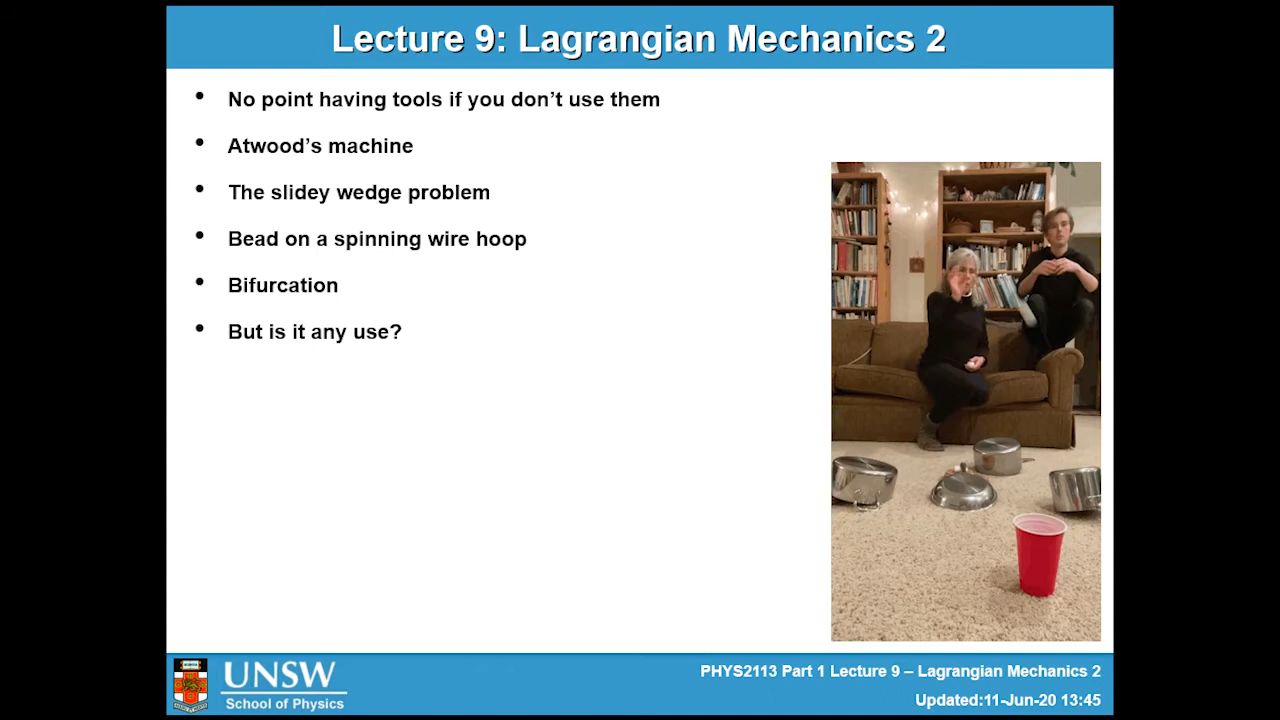 Lecture 9: Lagrangian Mechanics 2
• No point having tools if you don't use them
• Atwood's machine
• The slidey wedge problem
• Bead on a spinning wire hoop
• Bifurcation
• But is it any use?
UNSW
School of Physics
PHYS2113 Part 1 Lecture 9 – Lagrangian Mechanics 2
Updated:11-Jun-20 13:45